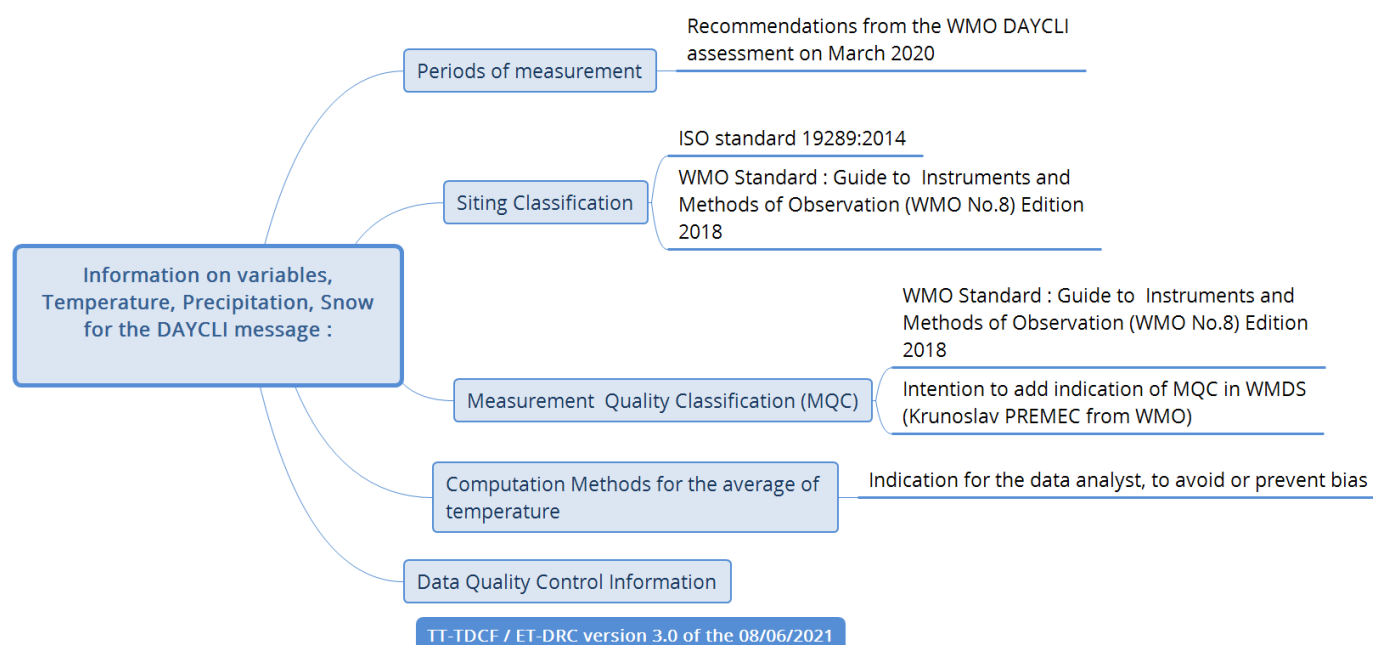 Recommendations from the WMO DAYCLI
assessment on March 2020
Periods of measurement
ISO standard 19289:2014
WMO Standard : Guide to  Instruments and
Methods of Observation (WMO No.8) Edition
2018
Siting Classification
Information on variables,
Temperature, Precipitation, Snow
for the DAYCLI message :
WMO Standard : Guide to  Instruments and
Methods of Observation (WMO No.8) Edition
2018
Measurement  Quality Classification (MQC)
Intention to add indication of MQC in WMDS
(Krunoslav PREMEC from WMO)
Computation Methods for the average of
temperature
Indication for the data analyst, to avoid or prevent bias
Data Quality Control Information
TT-TDCF / ET-DRC version 3.0 of the 08/06/2021